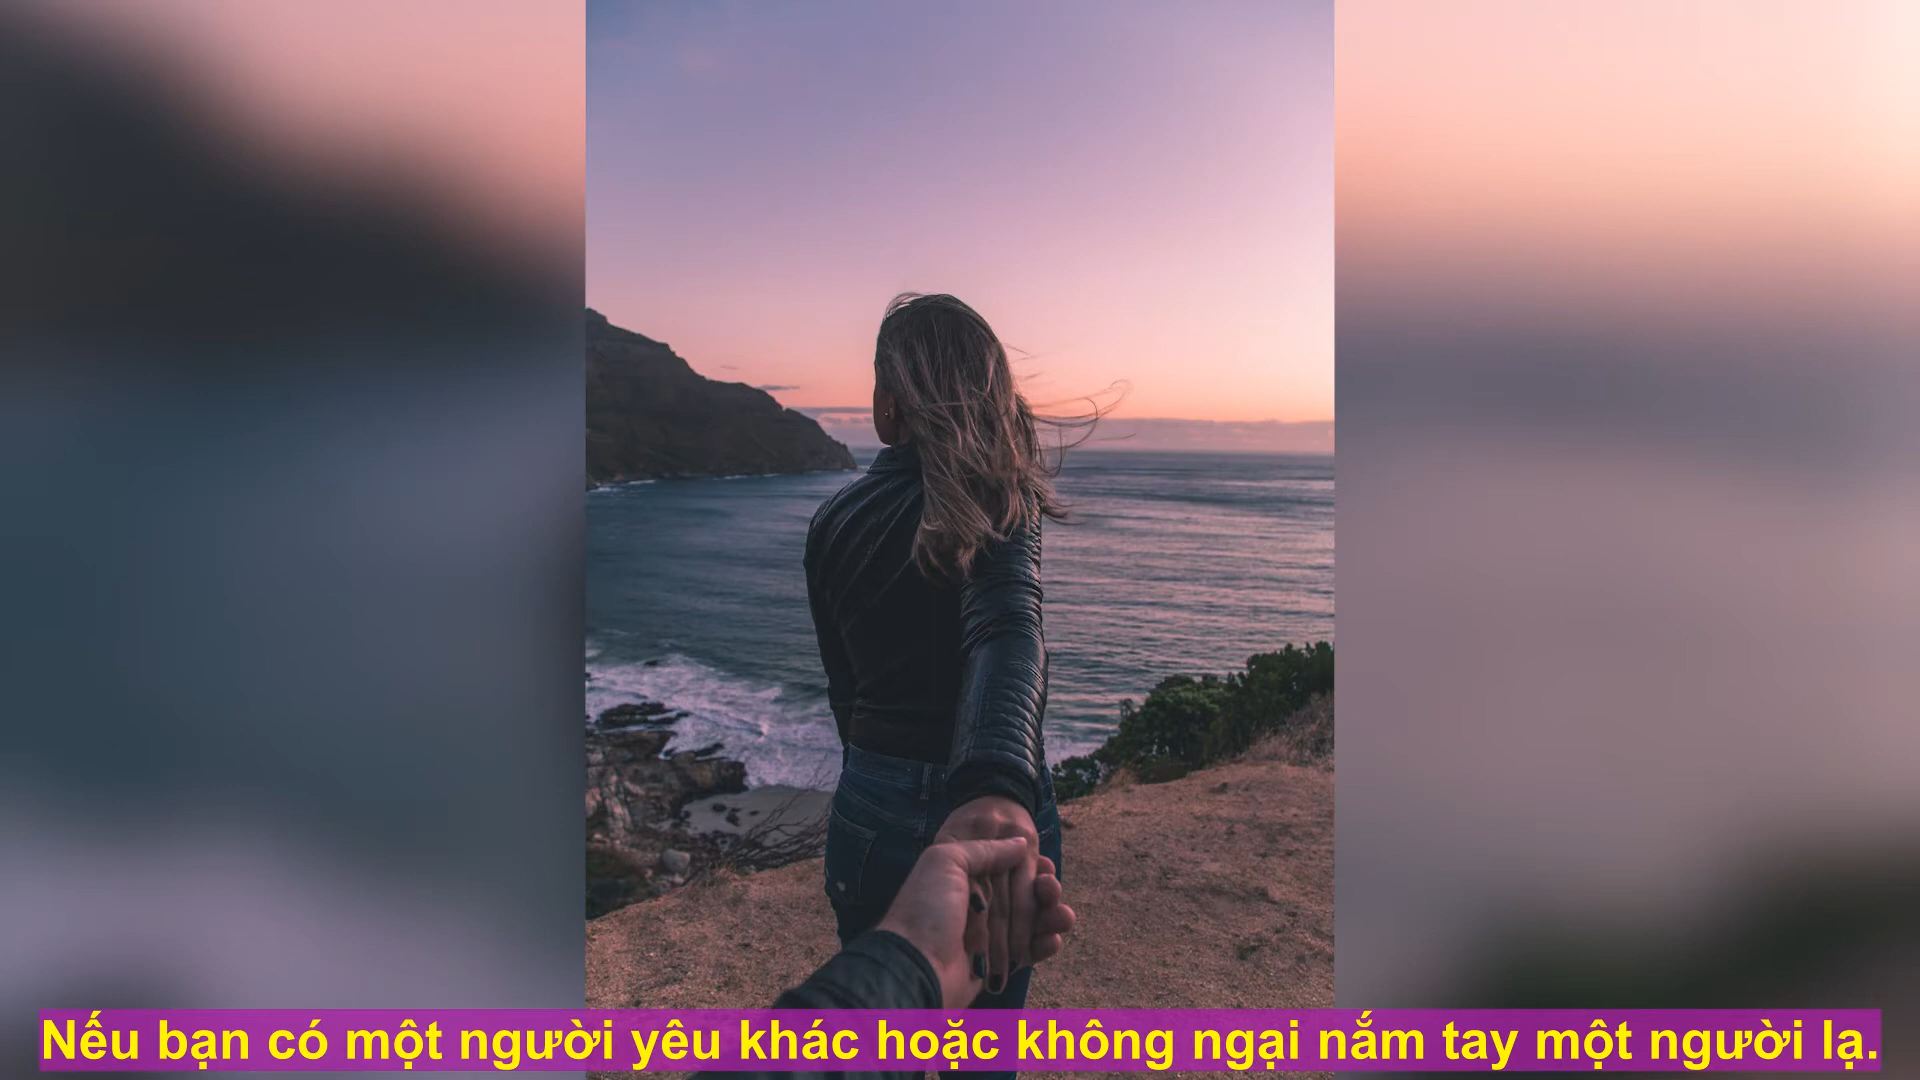 Nếu bạn có một người yêu khác hoặc không ngại nắm tay một người lạ.